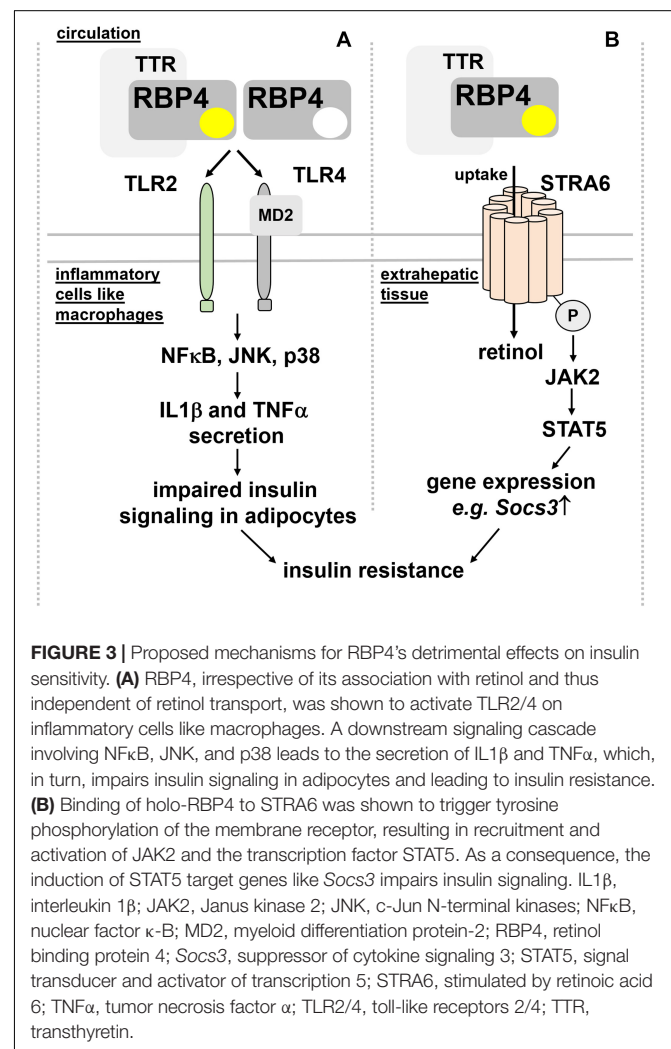 circulation
A
TTR
RBP4
RBP4
TLR2
TLR4
MD2
inflammatory
cells like
macrophages
NFκB, JNK, p38
IL1β and TNFα
secretion
impaired insulin
signaling in adipocytes
B
TTR
RBP4
uptake
STRA6
extrahepatic
tissue
P
retinol
JAK2
STAT5
gene expression
e.g. Socs3↑
insulin resistance
FIGURE 3 | Proposed mechanisms for RBP4’s detrimental effects on insulin
sensitivity. (A) RBP4, irrespective of its association with retinol and thus
independent of retinol transport, was shown to activate TLR2/4 on
inflammatory cells like macrophages. A downstream signaling cascade
involving NFκB, JNK, and p38 leads to the secretion of IL1β and TNFα, which,
in turn, impairs insulin signaling in adipocytes and leading to insulin resistance.
(B) Binding of holo-RBP4 to STRA6 was shown to trigger tyrosine
phosphorylation of the membrane receptor, resulting in recruitment and
activation of JAK2 and the transcription factor STAT5. As a consequence, the
induction of STAT5 target genes like Socs3 impairs insulin signaling. IL1β,
interleukin 1β; JAK2, Janus kinase 2; JNK, c-Jun N-terminal kinases; NFκB,
nuclear factor κ-B; MD2, myeloid differentiation protein-2; RBP4, retinol
binding protein 4; Socs3, suppressor of cytokine signaling 3; STAT5, signal
transducer and activator of transcription 5; STRA6, stimulated by retinoic acid
6; TNFα, tumor necrosis factor α; TLR2/4, toll-like receptors 2/4; TTR,
transthyretin.